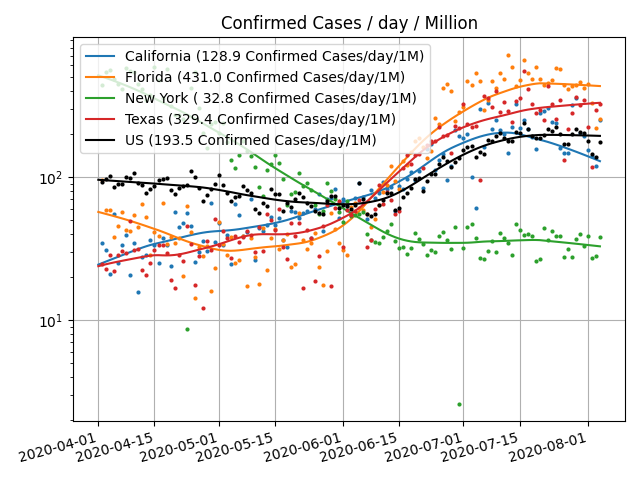 Confirmed Cases / day / Million
California (128.9 Confirmed Cases/day/1M)
Florida (431.0 Confirmed Cases/day/1M)
New York ( 32.8 Confirmed Cases/day/1M)
Texas (329.4 Confirmed Cases/day/1M)
US (193.5 Confirmed Cases/day/1M)
10²
10¹
2020-04-01 2020-04-15 2020-05-01 2020-05-15 2020-06-01 2020-06-15 2020-07-01 2020-07-15 2020-08-01